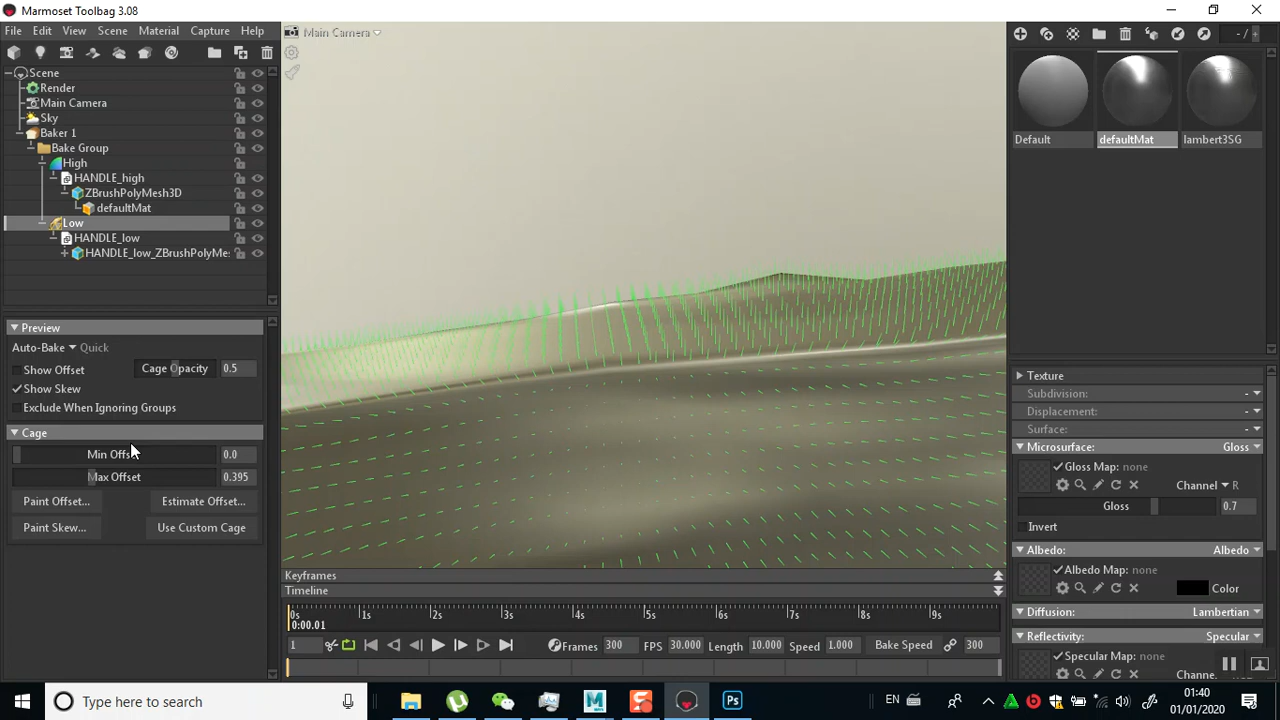 Marmoset Toolbag 3.08
File Edit View Scene Material Capture Help
Main Camera
- / +
Scene
Render
Main Camera
Sky
Baker 1
Bake Group
High
HANDLE_high
ZBrushPolyMesh3D
defaultMat
Low
HANDLE_low
HANDLE_low_ZBrushPolyMe:
Preview
Auto-Bake Quick
Show Offset Cage Opacity 0.5
Show Skew
Exclude When Ignoring Groups
Cage
Min Offset 0.0
Max Offset 0.395
Paint Offset... Estimate Offset...
Paint Skew... Use Custom Cage
Default defaultMat lambert3SG
Texture
Subdivision: -
Displacement: -
Surface: -
Microsurface: Gloss
Gloss Map: none
Channel R
Gloss 0.7
Invert
Albedo: Albedo
Albedo Map: none
Color
Diffusion: Lambertian
Reflectivity: Specular
Specular Map: none
Channel
Keyframes
Timeline
0s 1s 2s 3s 4s 5s 6s 7s 8s 9s
0:00.01
1 Frames 300 FPS 30.000 Length 10.000 Speed 1.000 Bake Speed 300
Type here to search
EN
01:40
01/01/2020